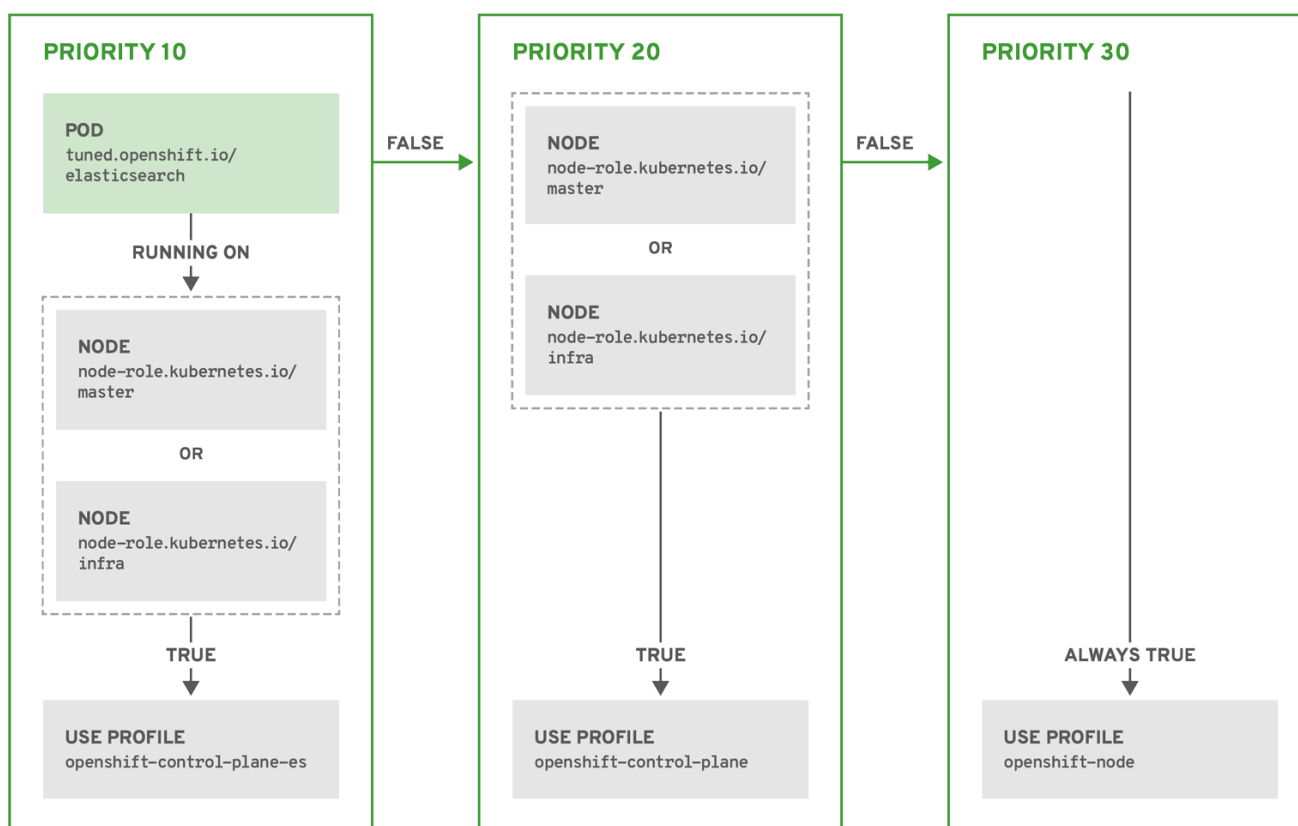 PRIORITY 10
POD
tuned.openshift.io/
elasticsearch
RUNNING ON
NODE
node-role.kubernetes.io/
master
OR
NODE
node-role.kubernetes.io/
infra
TRUE
USE PROFILE
openshift-control-plane-es
FALSE
PRIORITY 20
NODE
node-role.kubernetes.io/
master
OR
NODE
node-role.kubernetes.io/
infra
TRUE
USE PROFILE
openshift-control-plane
FALSE
PRIORITY 30
ALWAYS TRUE
USE PROFILE
openshift-node